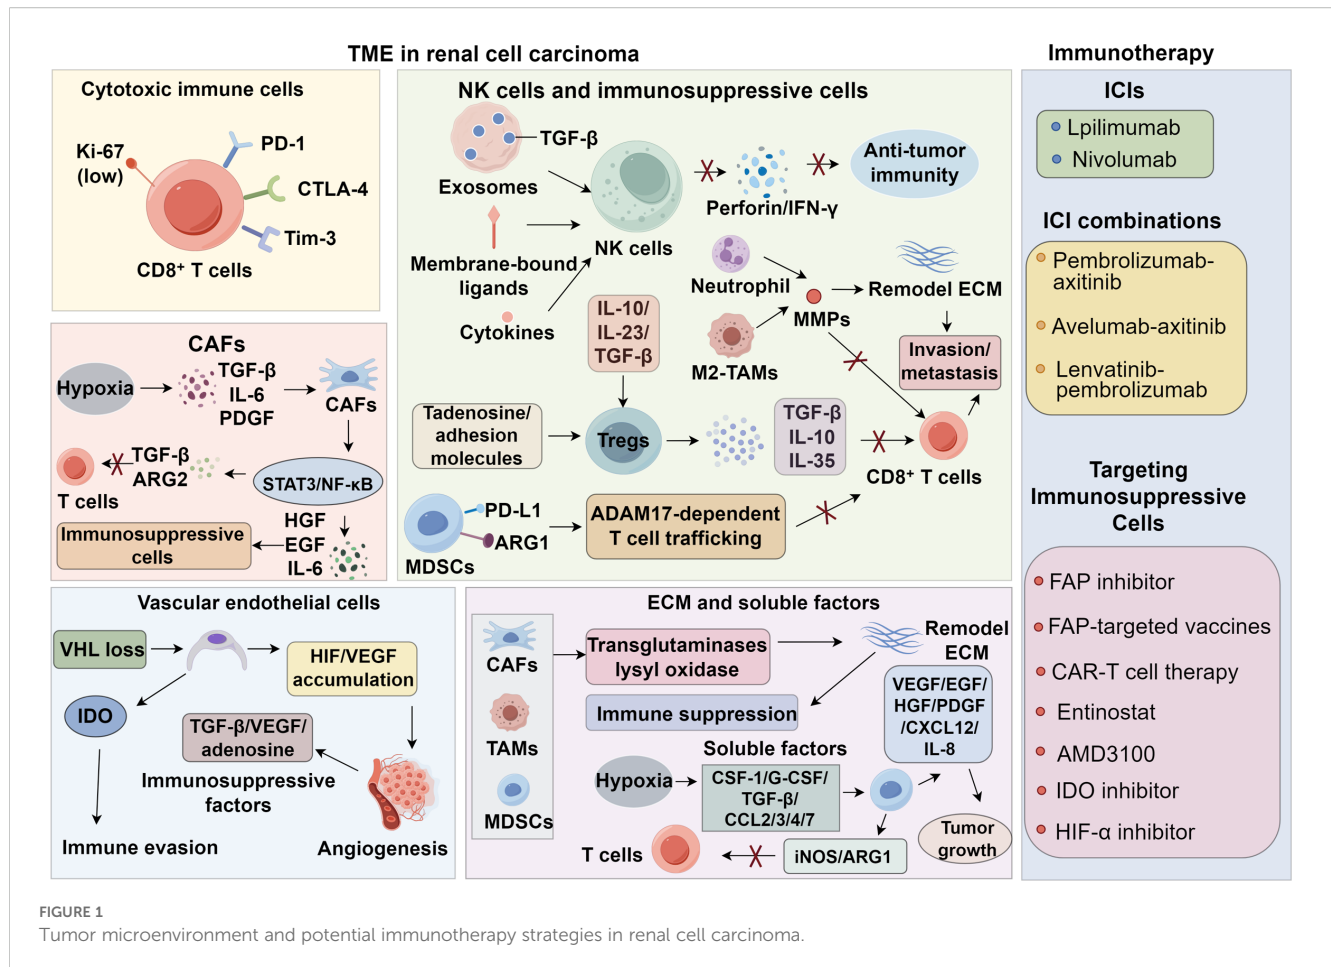 TME in renal cell carcinoma
Immunotherapy
Cytotoxic immune cells
Ki-67
(low)
PD-1
CTLA-4
Tim-3
CD8⁺ T cells
NK cells and immunosuppressive cells
TGF-β
Exosomes
Membrane-bound
ligands
Cytokines
NK cells
Perforin/IFN-γ
Anti-tumor
immunity
Neutrophil
M2-TAMs
MMPs
Remodel ECM
Invasion/
metastasis
IL-10/
IL-23/
TGF-β
Tadenosine/
adhesion
molecules
Tregs
TGF-β
IL-10
IL-35
CD8⁺ T cells
MDSCs
PD-L1
ARG1
ADAM17-dependent
T cell trafficking
CAFs
Hypoxia
TGF-β
IL-6
PDGF
CAFs
STAT3/NF-κB
TGF-β
ARG2
T cells
HGF
EGF
IL-6
Immunosuppressive
cells
Vascular endothelial cells
VHL loss
HIF/VEGF
accumulation
IDO
TGF-β/VEGF/
adenosine
Immunosuppressive
factors
Immune evasion
Angiogenesis
ECM and soluble factors
CAFs
TAMs
MDSCs
Transglutaminases
lysyl oxidase
Remodel
ECM
Immune suppression
Soluble factors
Hypoxia
CSF-1/G-CSF/
TGF-β/
CCL2/3/4/7
VEGF/EGF/
HGF/PDGF
/CXCL12/
IL-8
Tumor
growth
iNOS/ARG1
T cells
ICIs
Lpilimumab
Nivolumab
ICI combinations
Pembrolizumab-
axitinib
Avelumab-axitinib
Lenvatinib-
pembrolizumab
Targeting
Immunosuppressive
Cells
FAP inhibitor
FAP-targeted vaccines
CAR-T cell therapy
Entinostat
AMD3100
IDO inhibitor
HIF-α inhibitor
FIGURE 1
Tumor microenvironment and potential immunotherapy strategies in renal cell carcinoma.